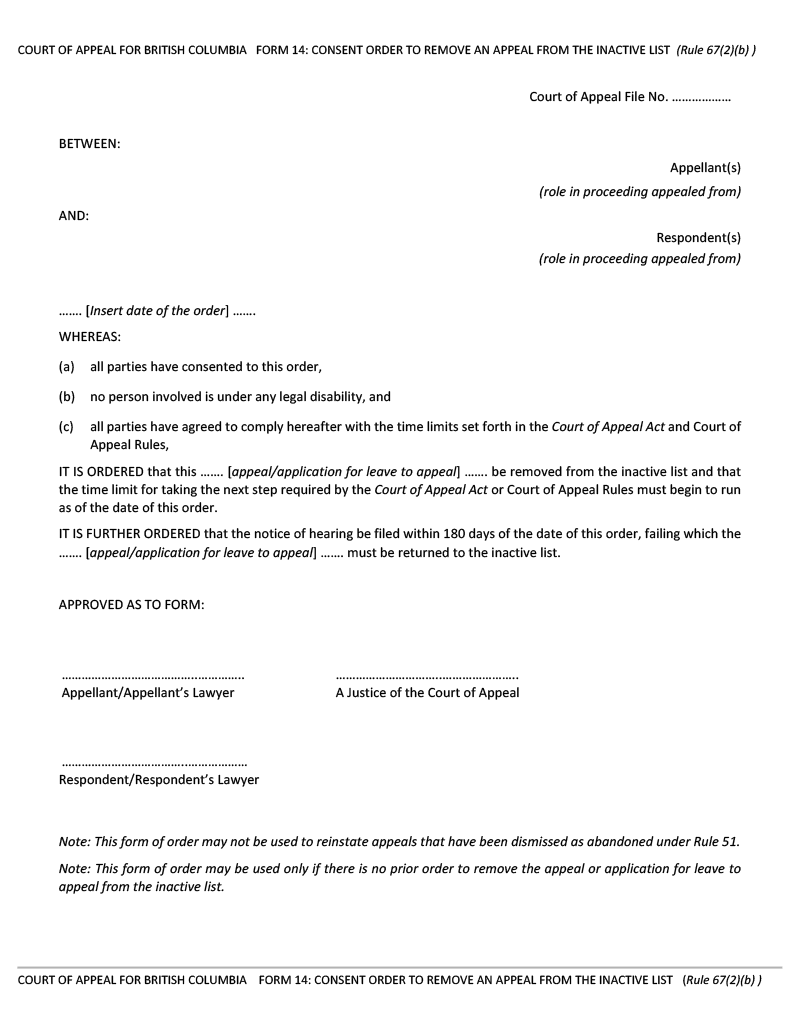 COURT OF APPEAL FOR BRITISH COLUMBIA   FORM 14: CONSENT ORDER TO REMOVE AN APPEAL FROM THE INACTIVE LIST  (Rule 67(2)(b) )
Court of Appeal File No. ………………
BETWEEN:
Appellant(s)
(role in proceeding appealed from)
AND:
Respondent(s)
(role in proceeding appealed from)
……. [Insert date of the order] …….
WHEREAS:
(a)   all parties have consented to this order,
(b)   no person involved is under any legal disability, and
(c)   all parties have agreed to comply hereafter with the time limits set forth in the Court of Appeal Act and Court of
Appeal Rules,
IT IS ORDERED that this ……. [appeal/application for leave to appeal] ……. be removed from the inactive list and that
the time limit for taking the next step required by the Court of Appeal Act or Court of Appeal Rules must begin to run
as of the date of this order.
IT IS FURTHER ORDERED that the notice of hearing be filed within 180 days of the date of this order, failing which the
……. [appeal/application for leave to appeal] ……. must be returned to the inactive list.
APPROVED AS TO FORM:
…………………………………..…………..   …………………………..…………………..
Appellant/Appellant’s Lawyer   A Justice of the Court of Appeal
………………………………..………………
Respondent/Respondent’s Lawyer
Note: This form of order may not be used to reinstate appeals that have been dismissed as abandoned under Rule 51.
Note: This form of order may be used only if there is no prior order to remove the appeal or application for leave to
appeal from the inactive list.
COURT OF APPEAL FOR BRITISH COLUMBIA   FORM 14: CONSENT ORDER TO REMOVE AN APPEAL FROM THE INACTIVE LIST   (Rule 67(2)(b) )